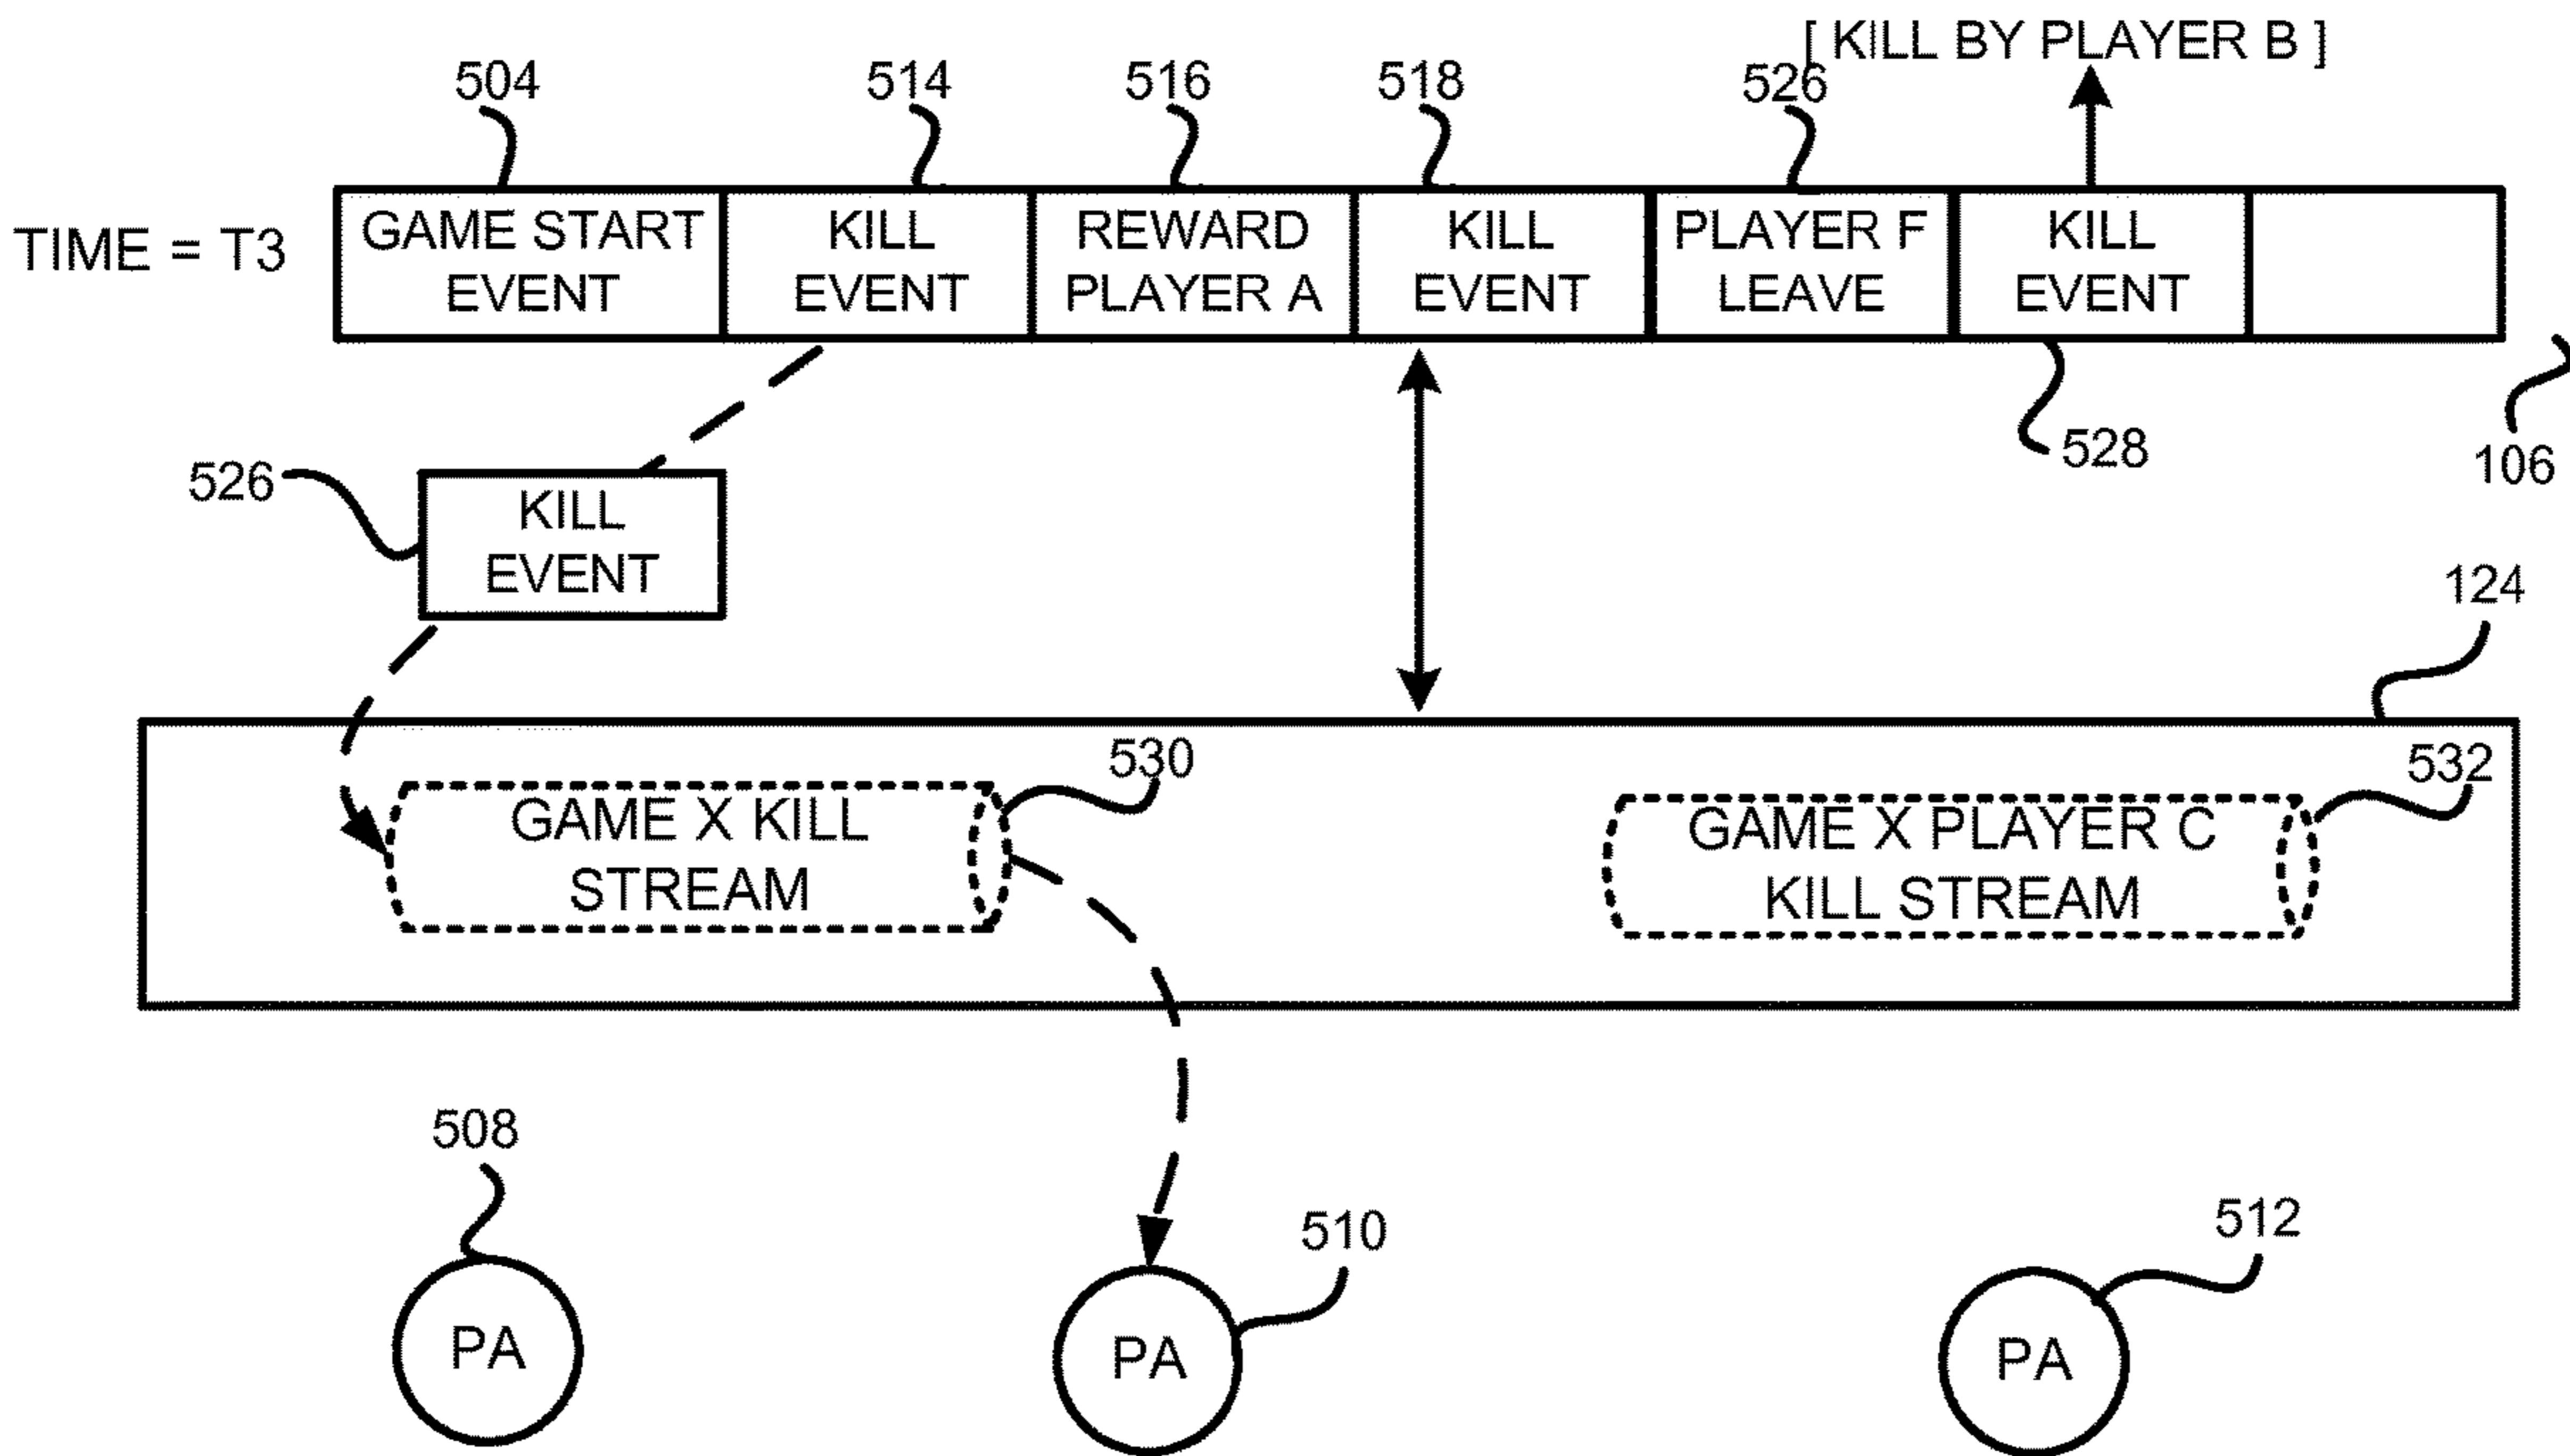 [ KILL BY PLAYER B ]
504
514
516
518
526
TIME = T3
GAME START
EVENT
KILL
EVENT
REWARD
PLAYER A
KILL
EVENT
PLAYER F
LEAVE
KILL
EVENT
528
106
526
KILL
EVENT
124
530
532
GAME X KILL
STREAM
GAME X PLAYER C
KILL STREAM
508
510
512
PA
PA
PA